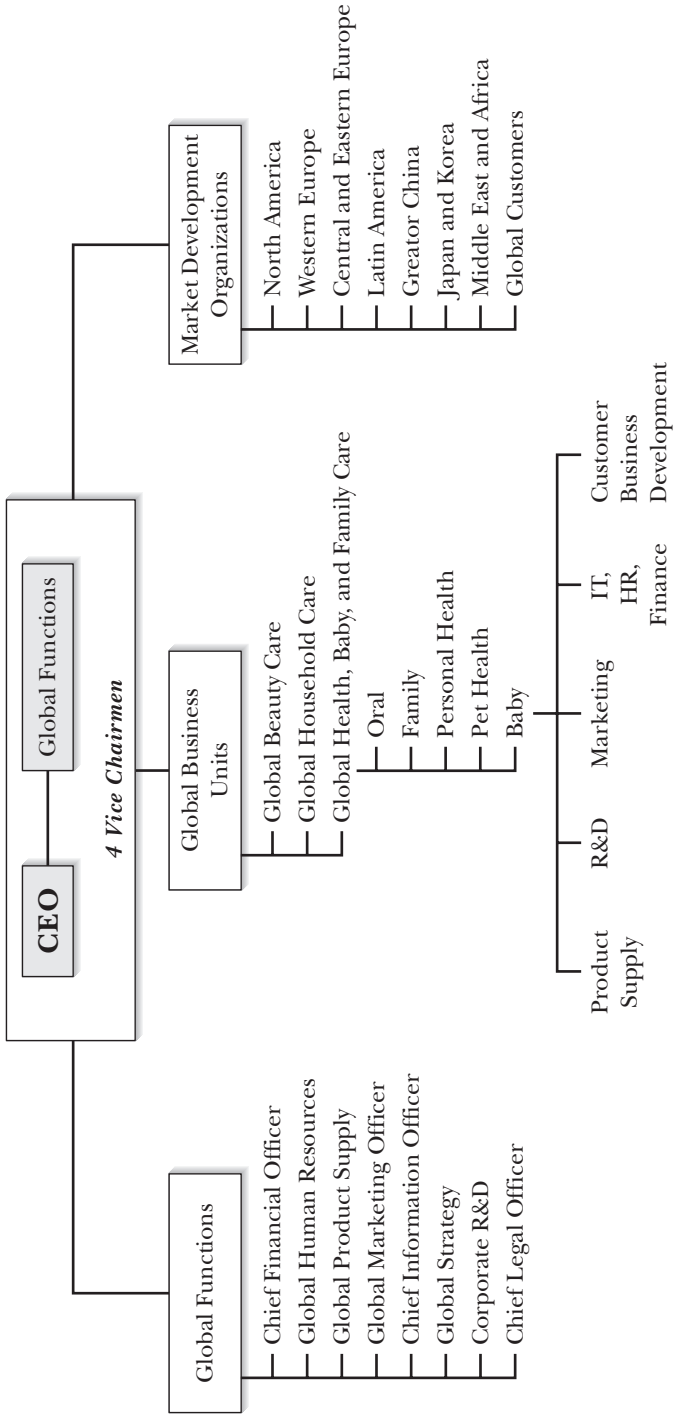 CEO
Global Functions
4 Vice Chairmen
Global Functions
Chief Financial Officer
Global Human Resources
Global Product Supply
Global Marketing Officer
Chief Information Officer
Global Strategy
Corporate R&D
Chief Legal Officer
Global Business
Units
Global Beauty Care
Global Household Care
Global Health, Baby, and Family Care
Oral
Family
Personal Health
Pet Health
Baby
Product
Supply
R&D
Marketing
IT,
HR,
Finance
Customer
Business
Development
Market Development
Organizations
North America
Western Europe
Central and Eastern Europe
Latin America
Greator China
Japan and Korea
Middle East and Africa
Global Customers